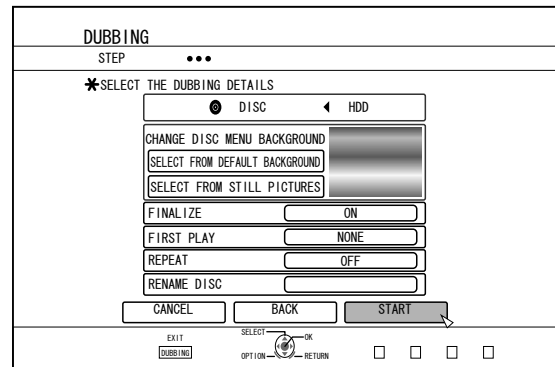 DUBBING
STEP
SELECT THE DUBBING DETAILS
DISC HDD
CHANGE DISC MENU BACKGROUND
SELECT FROM DEFAULT BACKGROUND
SELECT FROM STILL PICTURES
FINALIZE ON
FIRST PLAY NONE
REPEAT OFF
RENAME DISC
CANCEL BACK START
EXIT SELECT OK
DUBBING OPTION RETURN